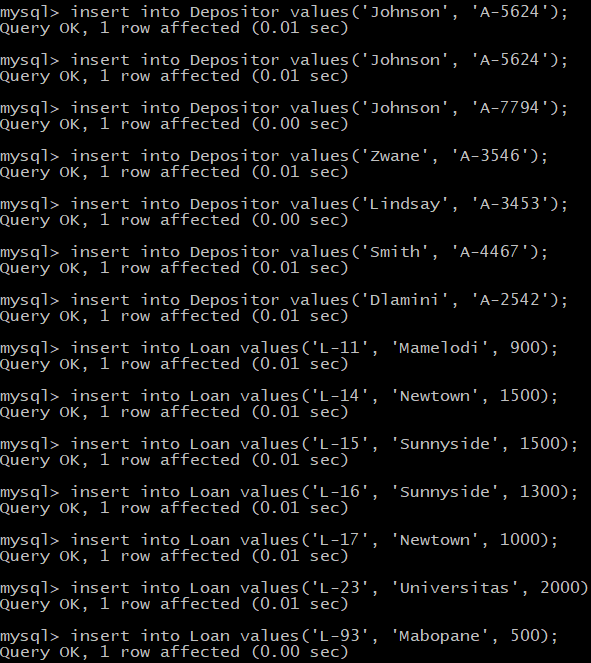 mysql> insert into Depositor values('Johnson', 'A-5624');
Query OK, 1 row affected (0.01 sec)
mysql> insert into Depositor values('Johnson', 'A-5624');
Query OK, 1 row affected (0.01 sec)
mysql> insert into Depositor values('Johnson', 'A-7794');
Query OK, 1 row affected (0.00 sec)
mysql> insert into Depositor values('Zwane', 'A-3546');
Query OK, 1 row affected (0.01 sec)
mysql> insert into Depositor values('Lindsay', 'A-3453');
Query OK, 1 row affected (0.00 sec)
mysql> insert into Depositor values('Smith', 'A-4467');
Query OK, 1 row affected (0.01 sec)
mysql> insert into Depositor values('Dlamini', 'A-2542');
Query OK, 1 row affected (0.01 sec)
mysql> insert into Loan values('L-11', 'Mamelodi', 900);
Query OK, 1 row affected (0.01 sec)
mysql> insert into Loan values('L-14', 'Newtown', 1500);
Query OK, 1 row affected (0.01 sec)
mysql> insert into Loan values('L-15', 'Sunnyside', 1500);
Query OK, 1 row affected (0.01 sec)
mysql> insert into Loan values('L-16', 'Sunnyside', 1300);
Query OK, 1 row affected (0.01 sec)
mysql> insert into Loan values('L-17', 'Newtown', 1000);
Query OK, 1 row affected (0.01 sec)
mysql> insert into Loan values('L-23', 'Universitas', 2000)
Query OK, 1 row affected (0.01 sec)
mysql> insert into Loan values('L-93', 'Mabopane', 500);
Query OK, 1 row affected (0.00 sec)